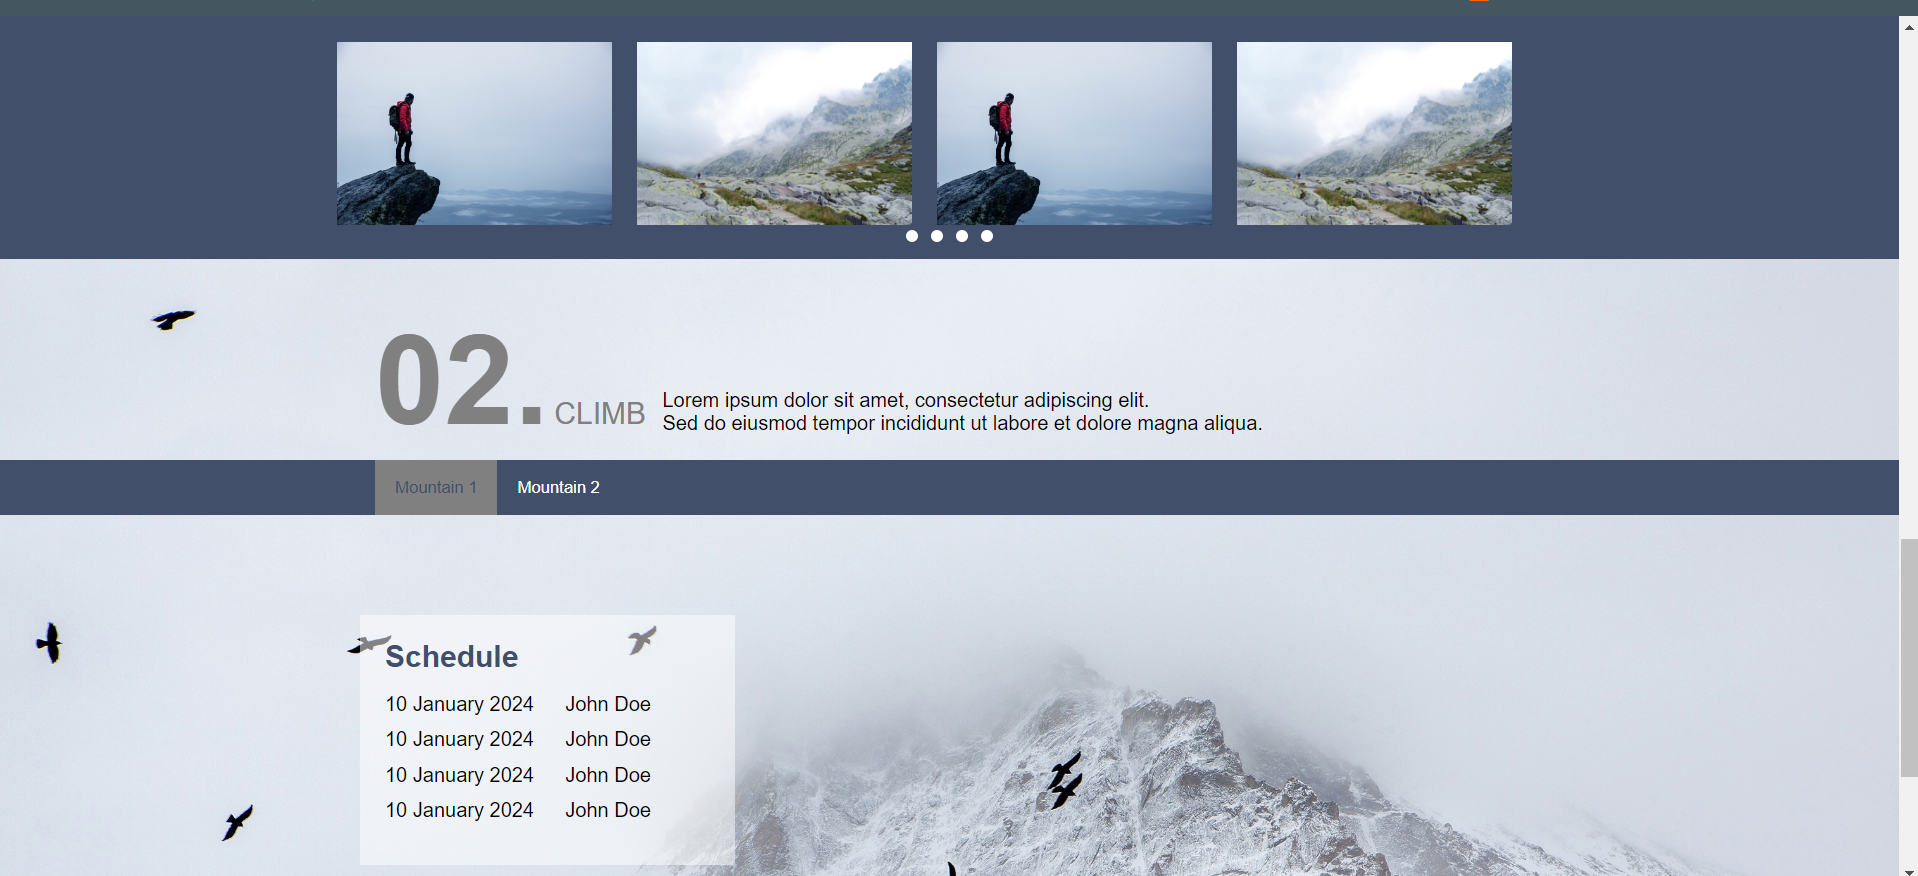 02. CLIMB
Lorem ipsum dolor sit amet, consectetur adipiscing elit.
Sed do eiusmod tempor incididunt ut labore et dolore magna aliqua.
Mountain 1 Mountain 2
Schedule
10 January 2024 John Doe
10 January 2024 John Doe
10 January 2024 John Doe
10 January 2024 John Doe